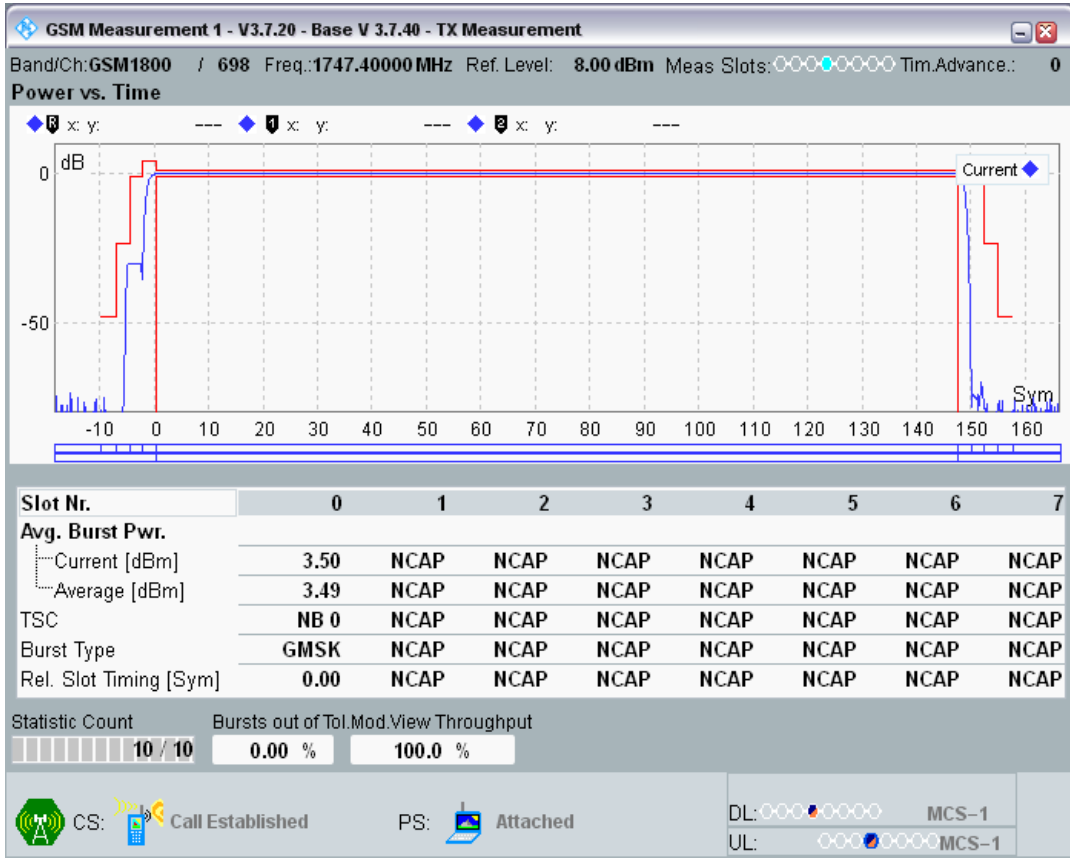 GSM Measurement 1 - V3.7.20 - Base V 3.7.40 - TX Measurement
Band/Ch:GSM1800 / 698 Freq.:1747.40000 MHz Ref. Level: 8.00 dBm Meas Slots: Tim.Advance.: 0
Power vs. Time
R x: y: --- 1 x: y: --- 2 x: y: ---
dB
Current
0
-50
Sym
-10 0 10 20 30 40 50 60 70 80 90 100 110 120 130 140 150 160
Slot Nr. 0 1 2 3 4 5 6 7
Avg. Burst Pwr.
Current [dBm] 3.50 NCAP NCAP NCAP NCAP NCAP NCAP NCAP
Average [dBm] 3.49 NCAP NCAP NCAP NCAP NCAP NCAP NCAP
TSC NB 0 NCAP NCAP NCAP NCAP NCAP NCAP NCAP
Burst Type GMSK NCAP NCAP NCAP NCAP NCAP NCAP NCAP
Rel. Slot Timing [Sym] 0.00 NCAP NCAP NCAP NCAP NCAP NCAP NCAP
Statistic Count Bursts out of Tol.Mod.View Throughput
10 / 10 0.00 % 100.0 %
CS: Call Established PS: Attached
DL: MCS-1
UL: MCS-1